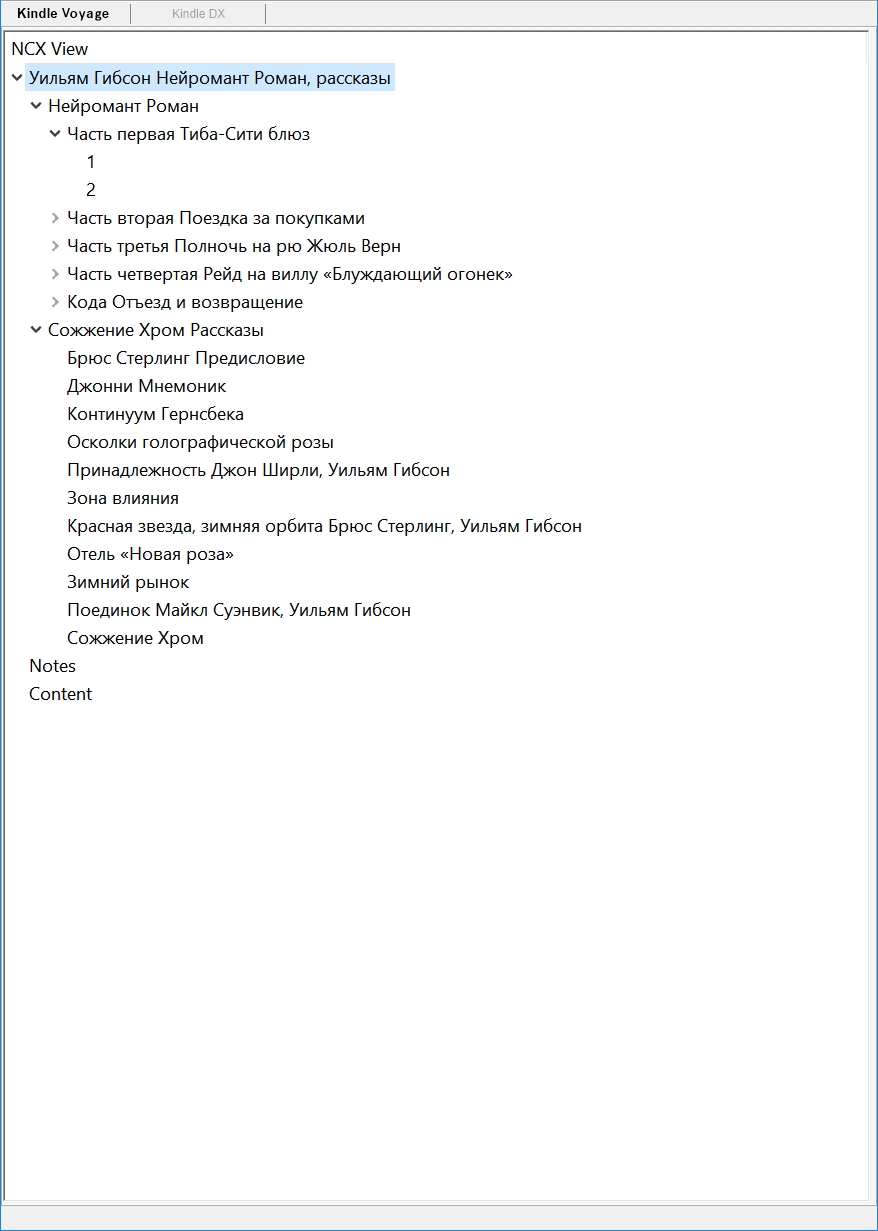 Kindle Voyage Kindle DX
NCX View
Уильям Гибсон Нейромант Роман, рассказы
Нейромант Роман
Часть первая Тиба-Сити блюз
1
2
Часть вторая Поездка за покупками
Часть третья Полночь на рю Жюль Верн
Часть четвертая Рейд на виллу «Блуждающий огонек»
Кода Отъезд и возвращение
Сожжение Хром Рассказы
Брюс Стерлинг Предисловие
Джонни Мнемоник
Континуум Гернсбека
Осколки голографической розы
Принадлежность Джон Ширли, Уильям Гибсон
Зона влияния
Красная звезда, зимняя орбита Брюс Стерлинг, Уильям Гибсон
Отель «Новая роза»
Зимний рынок
Поединок Майкл Суэнвик, Уильям Гибсон
Сожжение Хром
Notes
Content